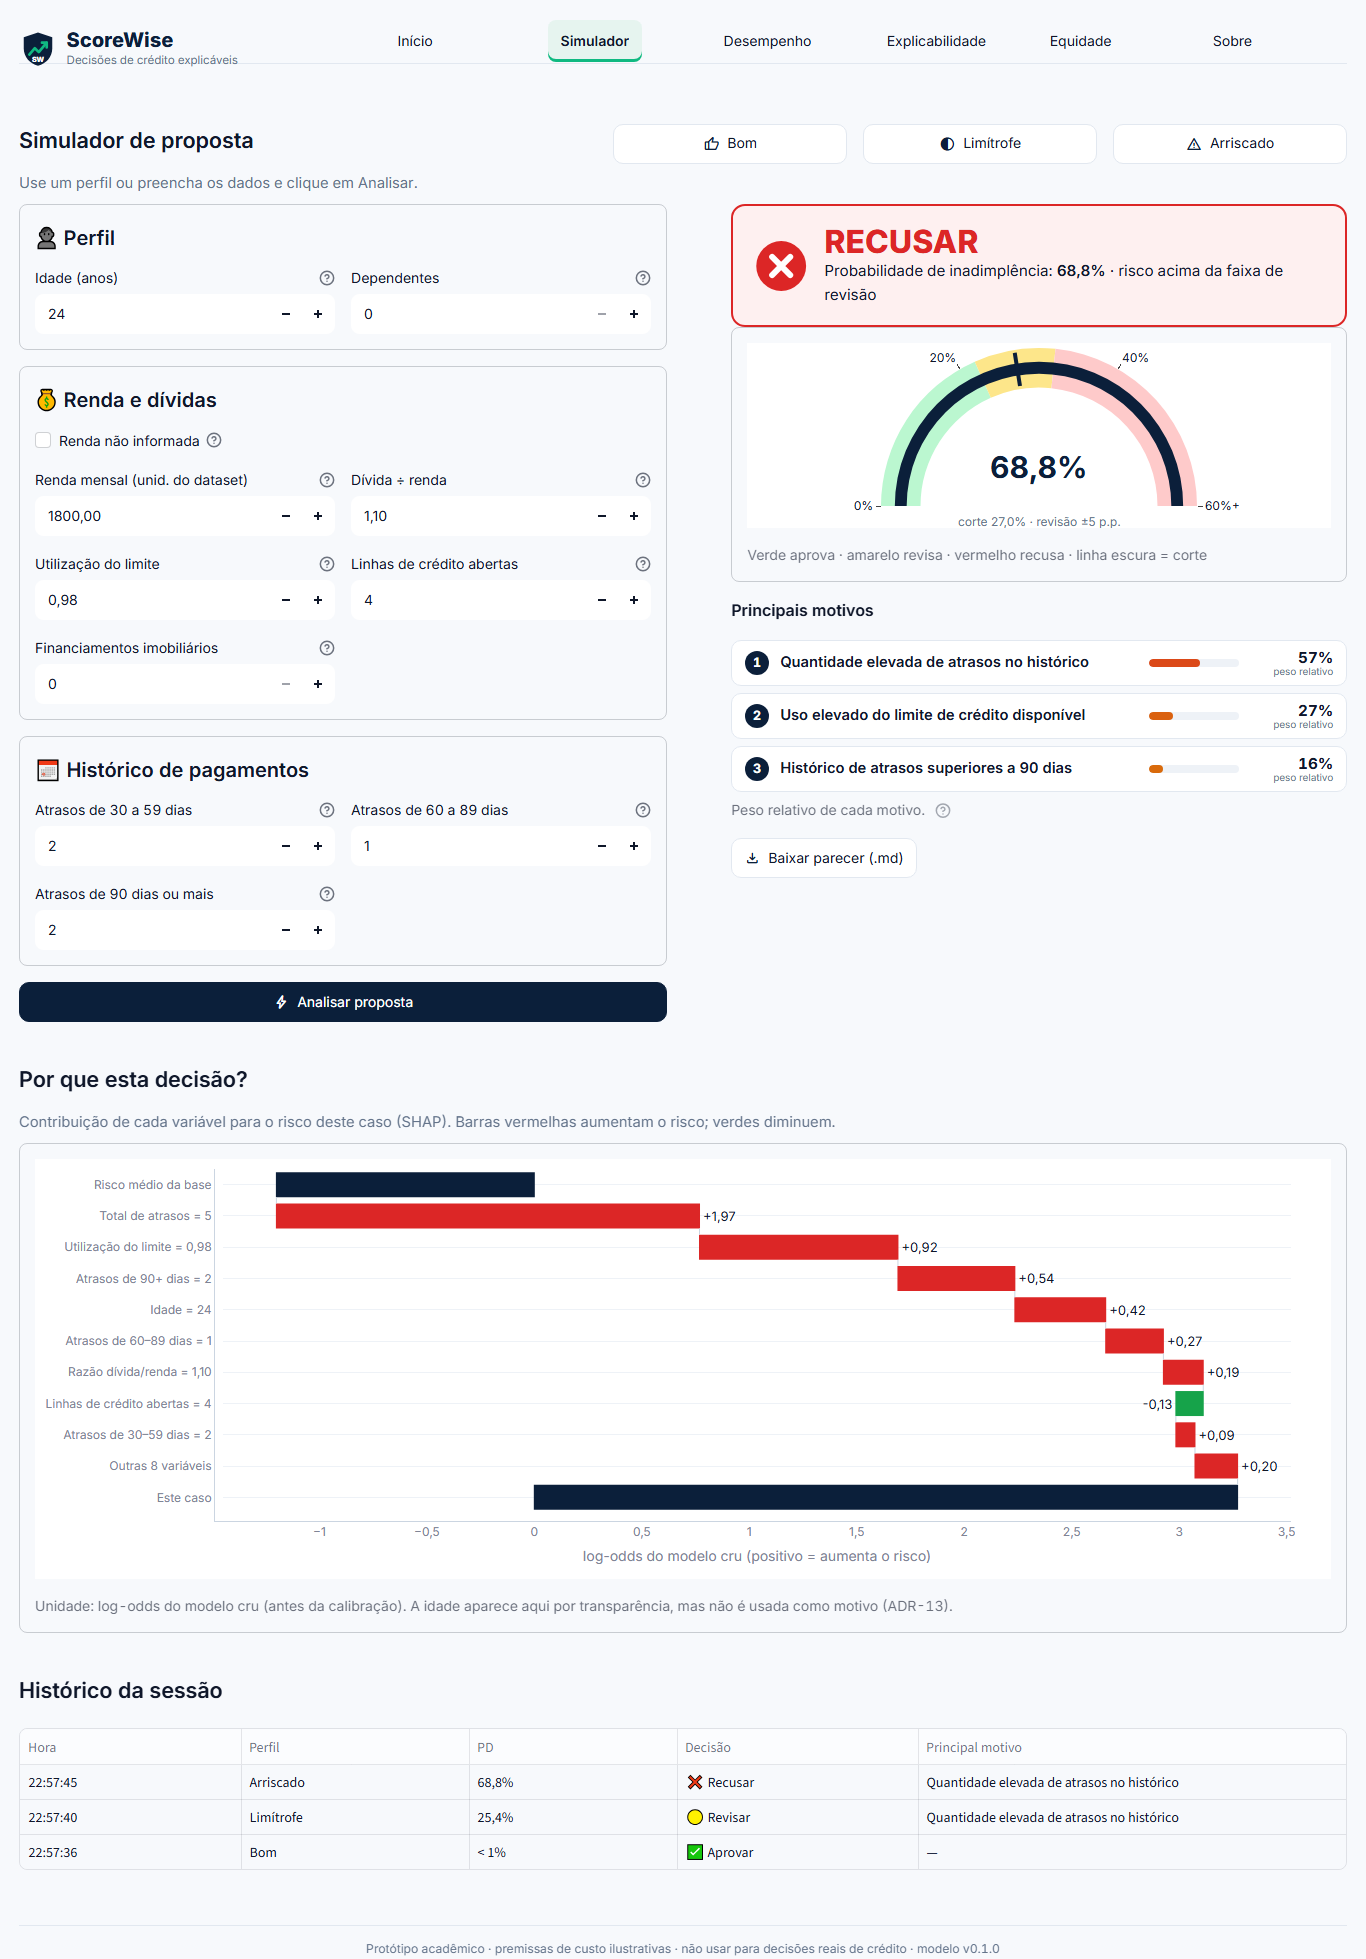 ScoreWise
Decisões de crédito explicáveis
SW
Início
Simulador
Desempenho
Explicabilidade
Equidade
Sobre
Simulador de proposta
Bom
Limítrofe
Arriscado
Use um perfil ou preencha os dados e clique em Analisar.
Perfil
Idade (anos)
Dependentes
24
0
Renda e dívidas
Renda não informada
Renda mensal (unid. do dataset)
Dívida ÷ renda
1800,00
1,10
Utilização do limite
Linhas de crédito abertas
0,98
4
Financiamentos imobiliários
0
Histórico de pagamentos
Atrasos de 30 a 59 dias
Atrasos de 60 a 89 dias
2
1
Atrasos de 90 dias ou mais
2
Analisar proposta
RECUSAR
Probabilidade de inadimplência: 68,8% · risco acima da faixa de
revisão
20%
40%
68,8%
0%
60%+
corte 27,0% · revisão ±5 p.p.
Verde aprova · amarelo revisa · vermelho recusa · linha escura = corte
Principais motivos
1 Quantidade elevada de atrasos no histórico 57%
peso relativo
2 Uso elevado do limite de crédito disponível 27%
peso relativo
3 Histórico de atrasos superiores a 90 dias 16%
peso relativo
Peso relativo de cada motivo.
Baixar parecer (.md)
Por que esta decisão?
Contribuição de cada variável para o risco deste caso (SHAP). Barras vermelhas aumentam o risco; verdes diminuem.
Risco médio da base
Total de atrasos = 5 +1,97
Utilização do limite = 0,98 +0,92
Atrasos de 90+ dias = 2 +0,54
Idade = 24 +0,42
Atrasos de 60–89 dias = 1 +0,27
Razão dívida/renda = 1,10 +0,19
Linhas de crédito abertas = 4 -0,13
Atrasos de 30–59 dias = 2 +0,09
Outras 8 variáveis +0,20
Este caso
−1 −0,5 0 0,5 1 1,5 2 2,5 3 3,5
log-odds do modelo cru (positivo = aumenta o risco)
Unidade: log-odds do modelo cru (antes da calibração). A idade aparece aqui por transparência, mas não é usada como motivo (ADR-13).
Histórico da sessão
Hora Perfil PD Decisão Principal motivo
22:57:45 Arriscado 68,8% Recusar Quantidade elevada de atrasos no histórico
22:57:40 Limítrofe 25,4% Revisar Quantidade elevada de atrasos no histórico
22:57:36 Bom < 1% Aprovar —
Protótipo acadêmico · premissas de custo ilustrativas · não usar para decisões reais de crédito · modelo v0.1.0